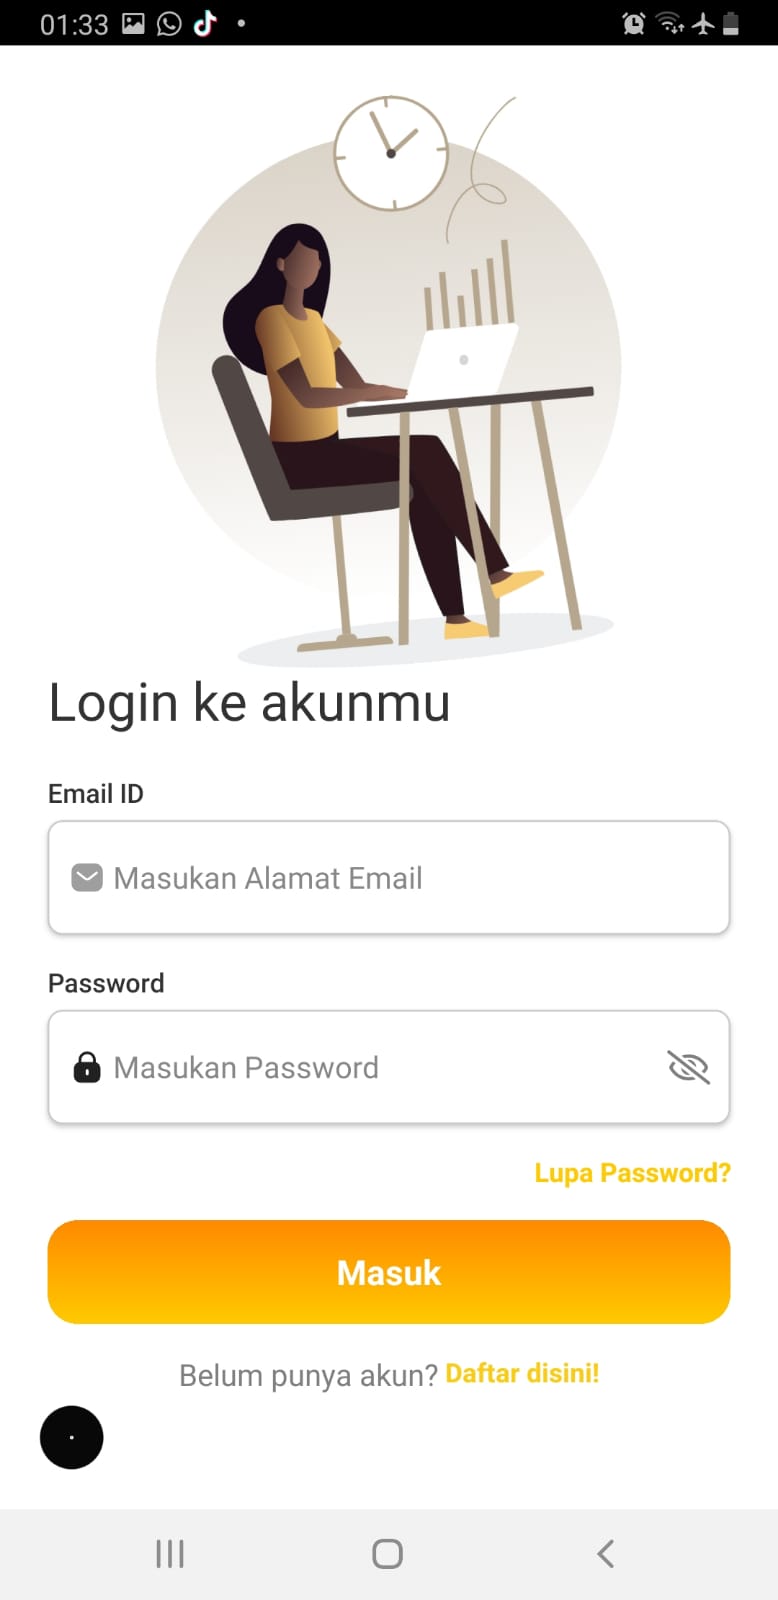 01:33
Login ke akunmu
Email ID
Masukan Alamat Email
Password
Masukan Password
Lupa Password?
Masuk
Belum punya akun? Daftar disini!